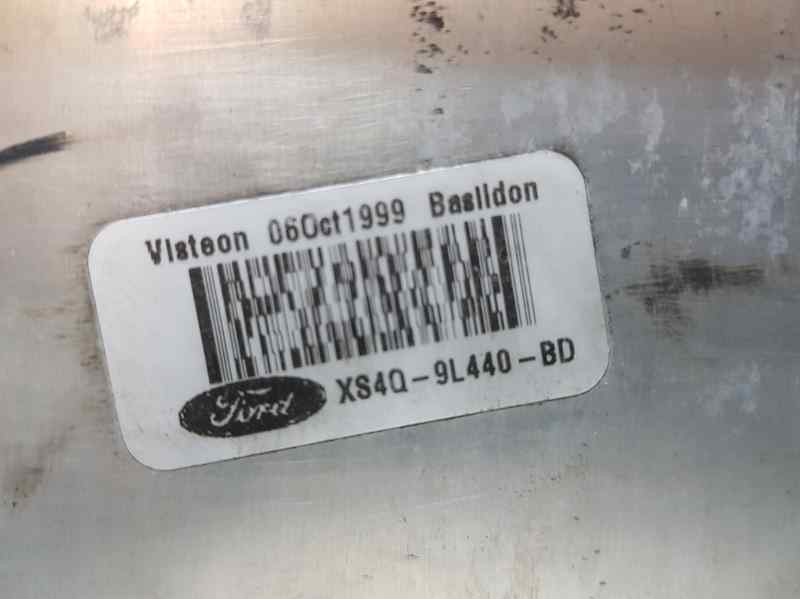 Visteon 06Oct1999 Basildon
Ford XS4Q-9L440-BD